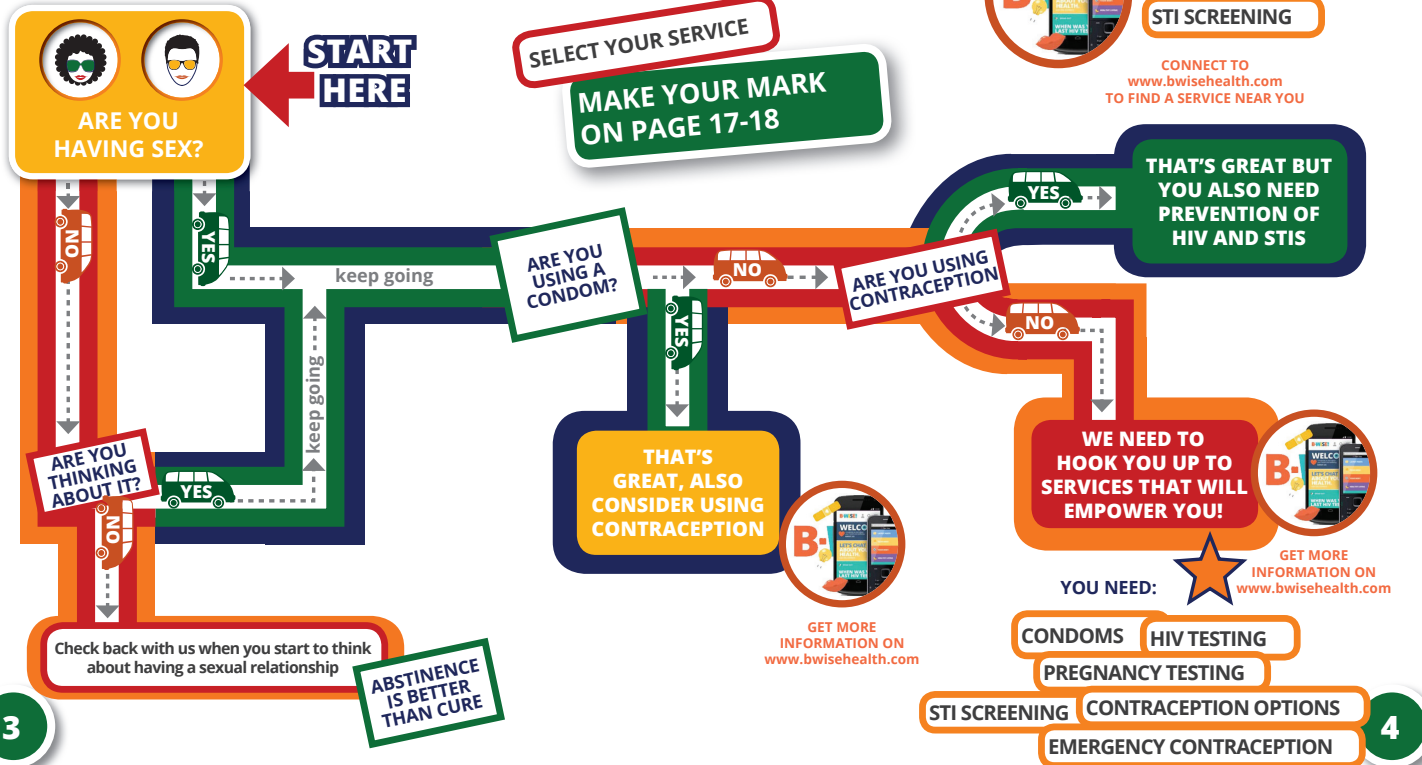 START
HERE
ARE YOU
HAVING SEX?
SELECT YOUR SERVICE
MAKE YOUR MARK
ON PAGE 17-18
STI SCREENING
CONNECT TO
www.bwisehealth.com
TO FIND A SERVICE NEAR YOU
NO
YES
keep going
ARE YOU
USING A
CONDOM?
NO
YES
ARE YOU USING
CONTRACEPTION
YES
THAT'S GREAT BUT
YOU ALSO NEED
PREVENTION OF
HIV AND STIS
NO
keep going
ARE YOU
THINKING
ABOUT IT?
YES
NO
THAT'S
GREAT, ALSO
CONSIDER USING
CONTRACEPTION
GET MORE
INFORMATION ON
www.bwisehealth.com
WE NEED TO
HOOK YOU UP TO
SERVICES THAT WILL
EMPOWER YOU!
GET MORE
INFORMATION ON
www.bwisehealth.com
YOU NEED:
CONDOMS
HIV TESTING
PREGNANCY TESTING
STI SCREENING
CONTRACEPTION OPTIONS
EMERGENCY CONTRACEPTION
Check back with us when you start to think
about having a sexual relationship
ABSTINENCE
IS BETTER
THAN CURE
3
4